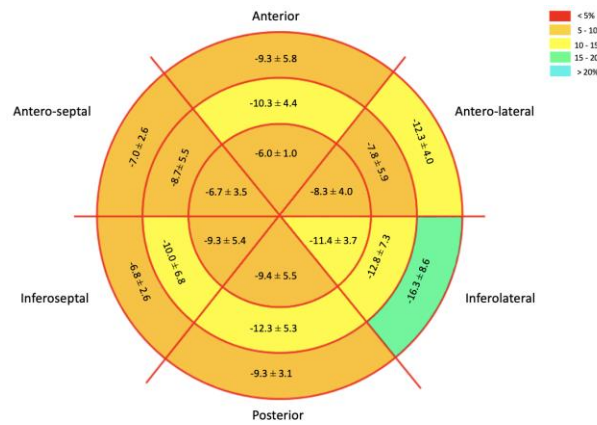 Anterior
< 5%
5 - 10
10 - 15
15 - 20
> 20%
-9.3 ± 5.8
Antero-septal
-10.3 ± 4.4
Antero-lateral
-7.0 ± 2.6
-8.7± 5.5
-6.0 ± 1.0
-7.8± 5.9
-12.3± 4.0
-6.7 ± 3.5
-8.3 ± 4.0
-6.8 ± 2.6
-10.0 ± 6.8
-9.3 ± 5.4
-11.4 ± 3.7
-12.8 ± 7.3
-16.3 ± 8.6
-9.4 ± 5.5
Inferoseptal
Inferolateral
-12.3 ± 5.3
-9.3 ± 3.1
Posterior